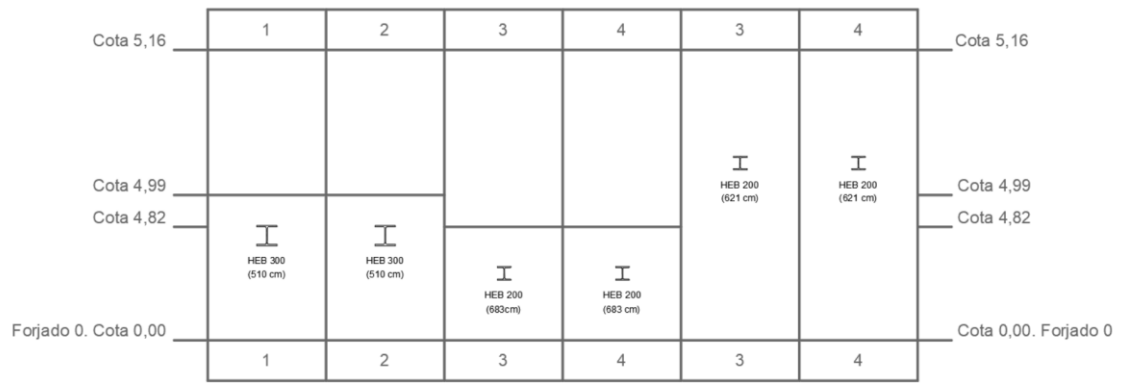 1 2 3 4 3 4
Cota 5,16 Cota 5,16
HEB 200 HEB 200
(621 cm) (621 cm)
Cota 4,99 Cota 4,99
Cota 4,82 Cota 4,82
HEB 300 HEB 300
(510 cm) (510 cm)
HEB 200 HEB 200
(683cm) (683 cm)
Forjado 0. Cota 0,00 Cota 0,00. Forjado 0
1 2 3 4 3 4